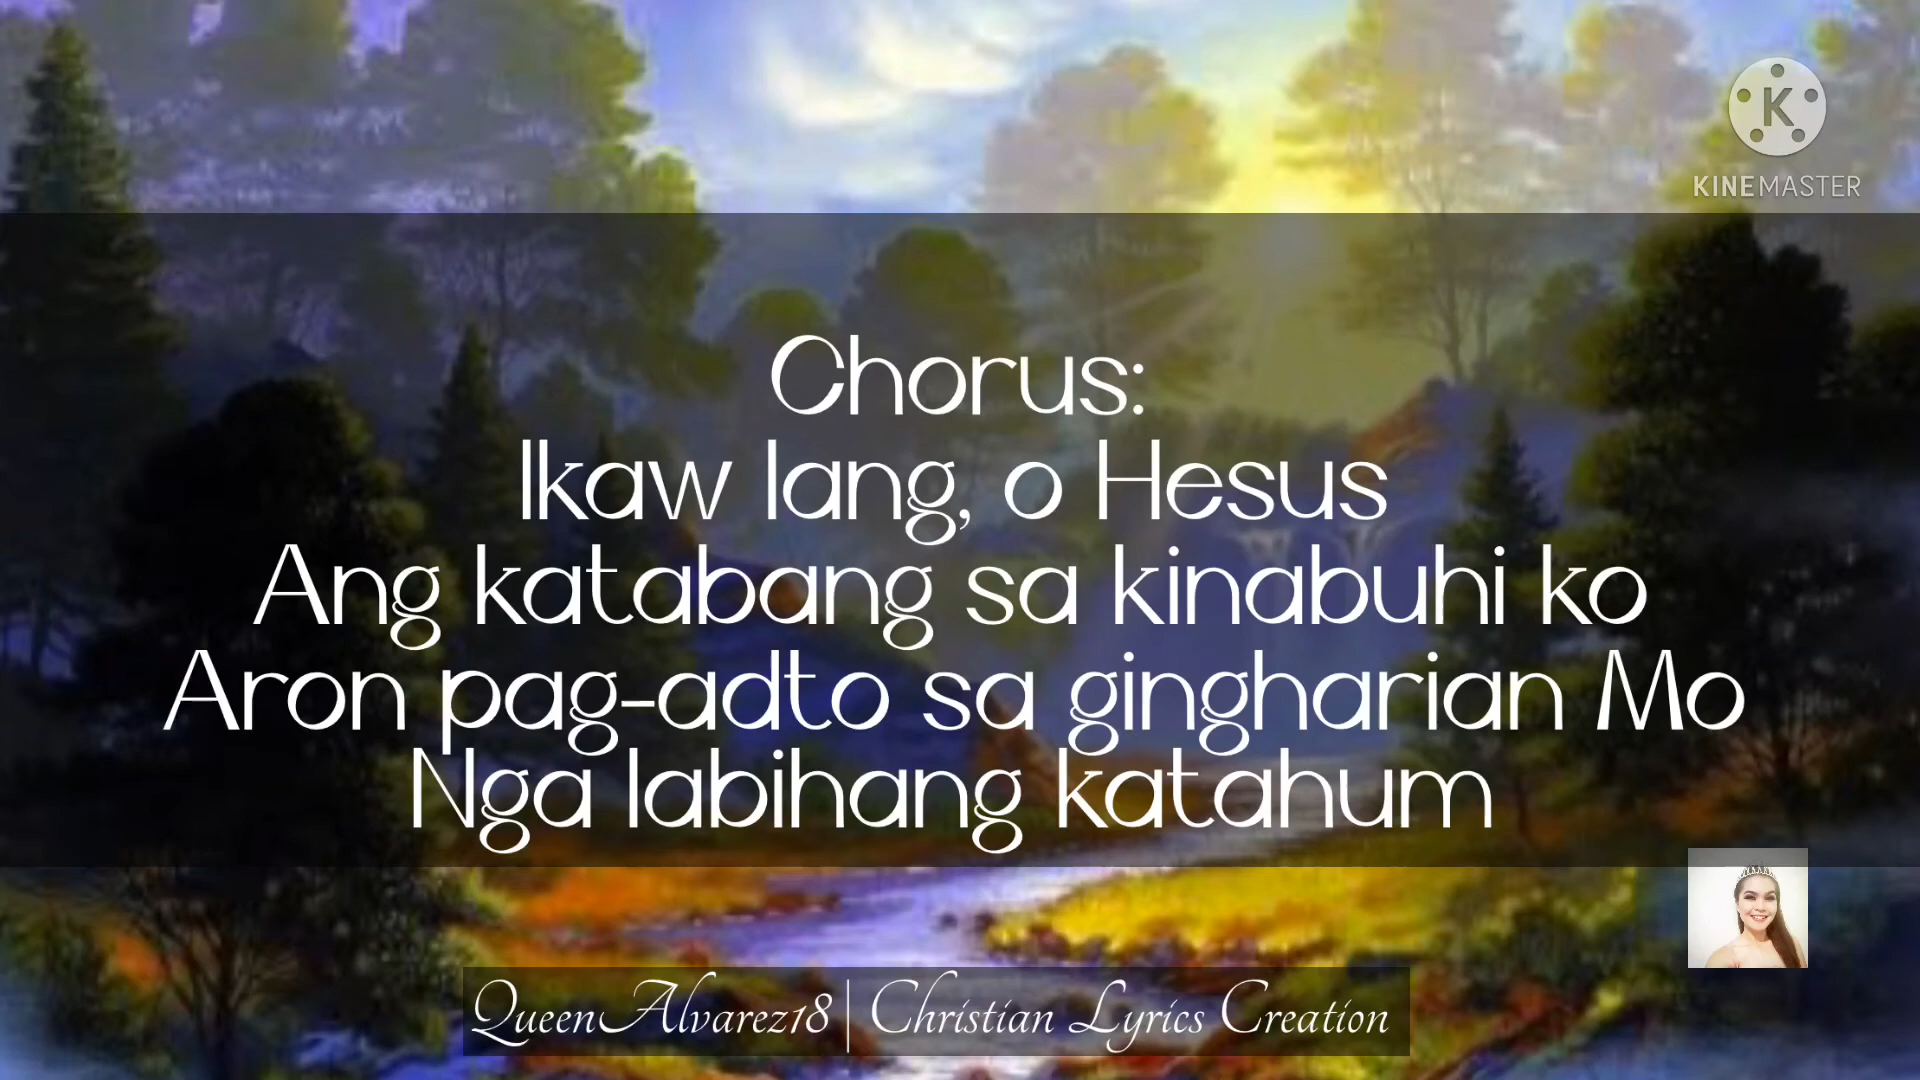 KINEMASTER
Chorus:
Ikaw lang, o Hesus
Ang katabang sa kinabuhi ko
Aron pag-adto sa gingharian Mo
Nga labihang katahum
QueenAlvarez18 | Christian Lyrics Creation